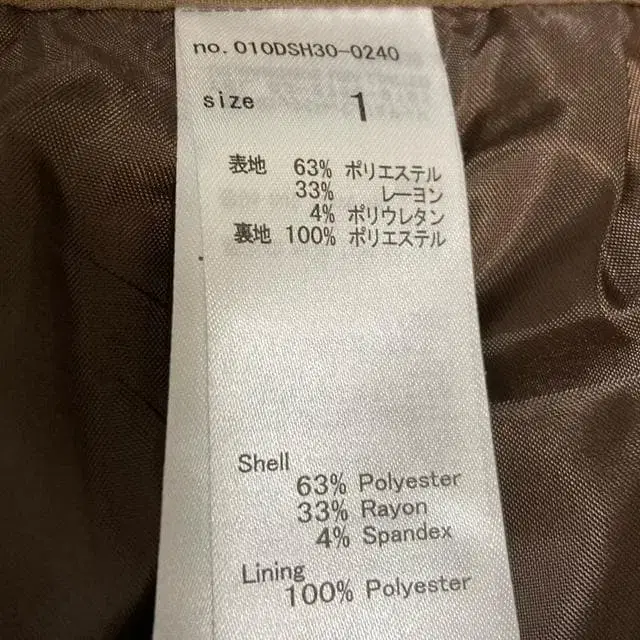 no.010DSH30-0240
size 1
表地 63% ポリエステル
33% レーヨン
4% ポリウレタン
裏地 100% ポリエステル
Shell
63% Polyester
33% Rayon
4% Spandex
Lining
100% Polyester